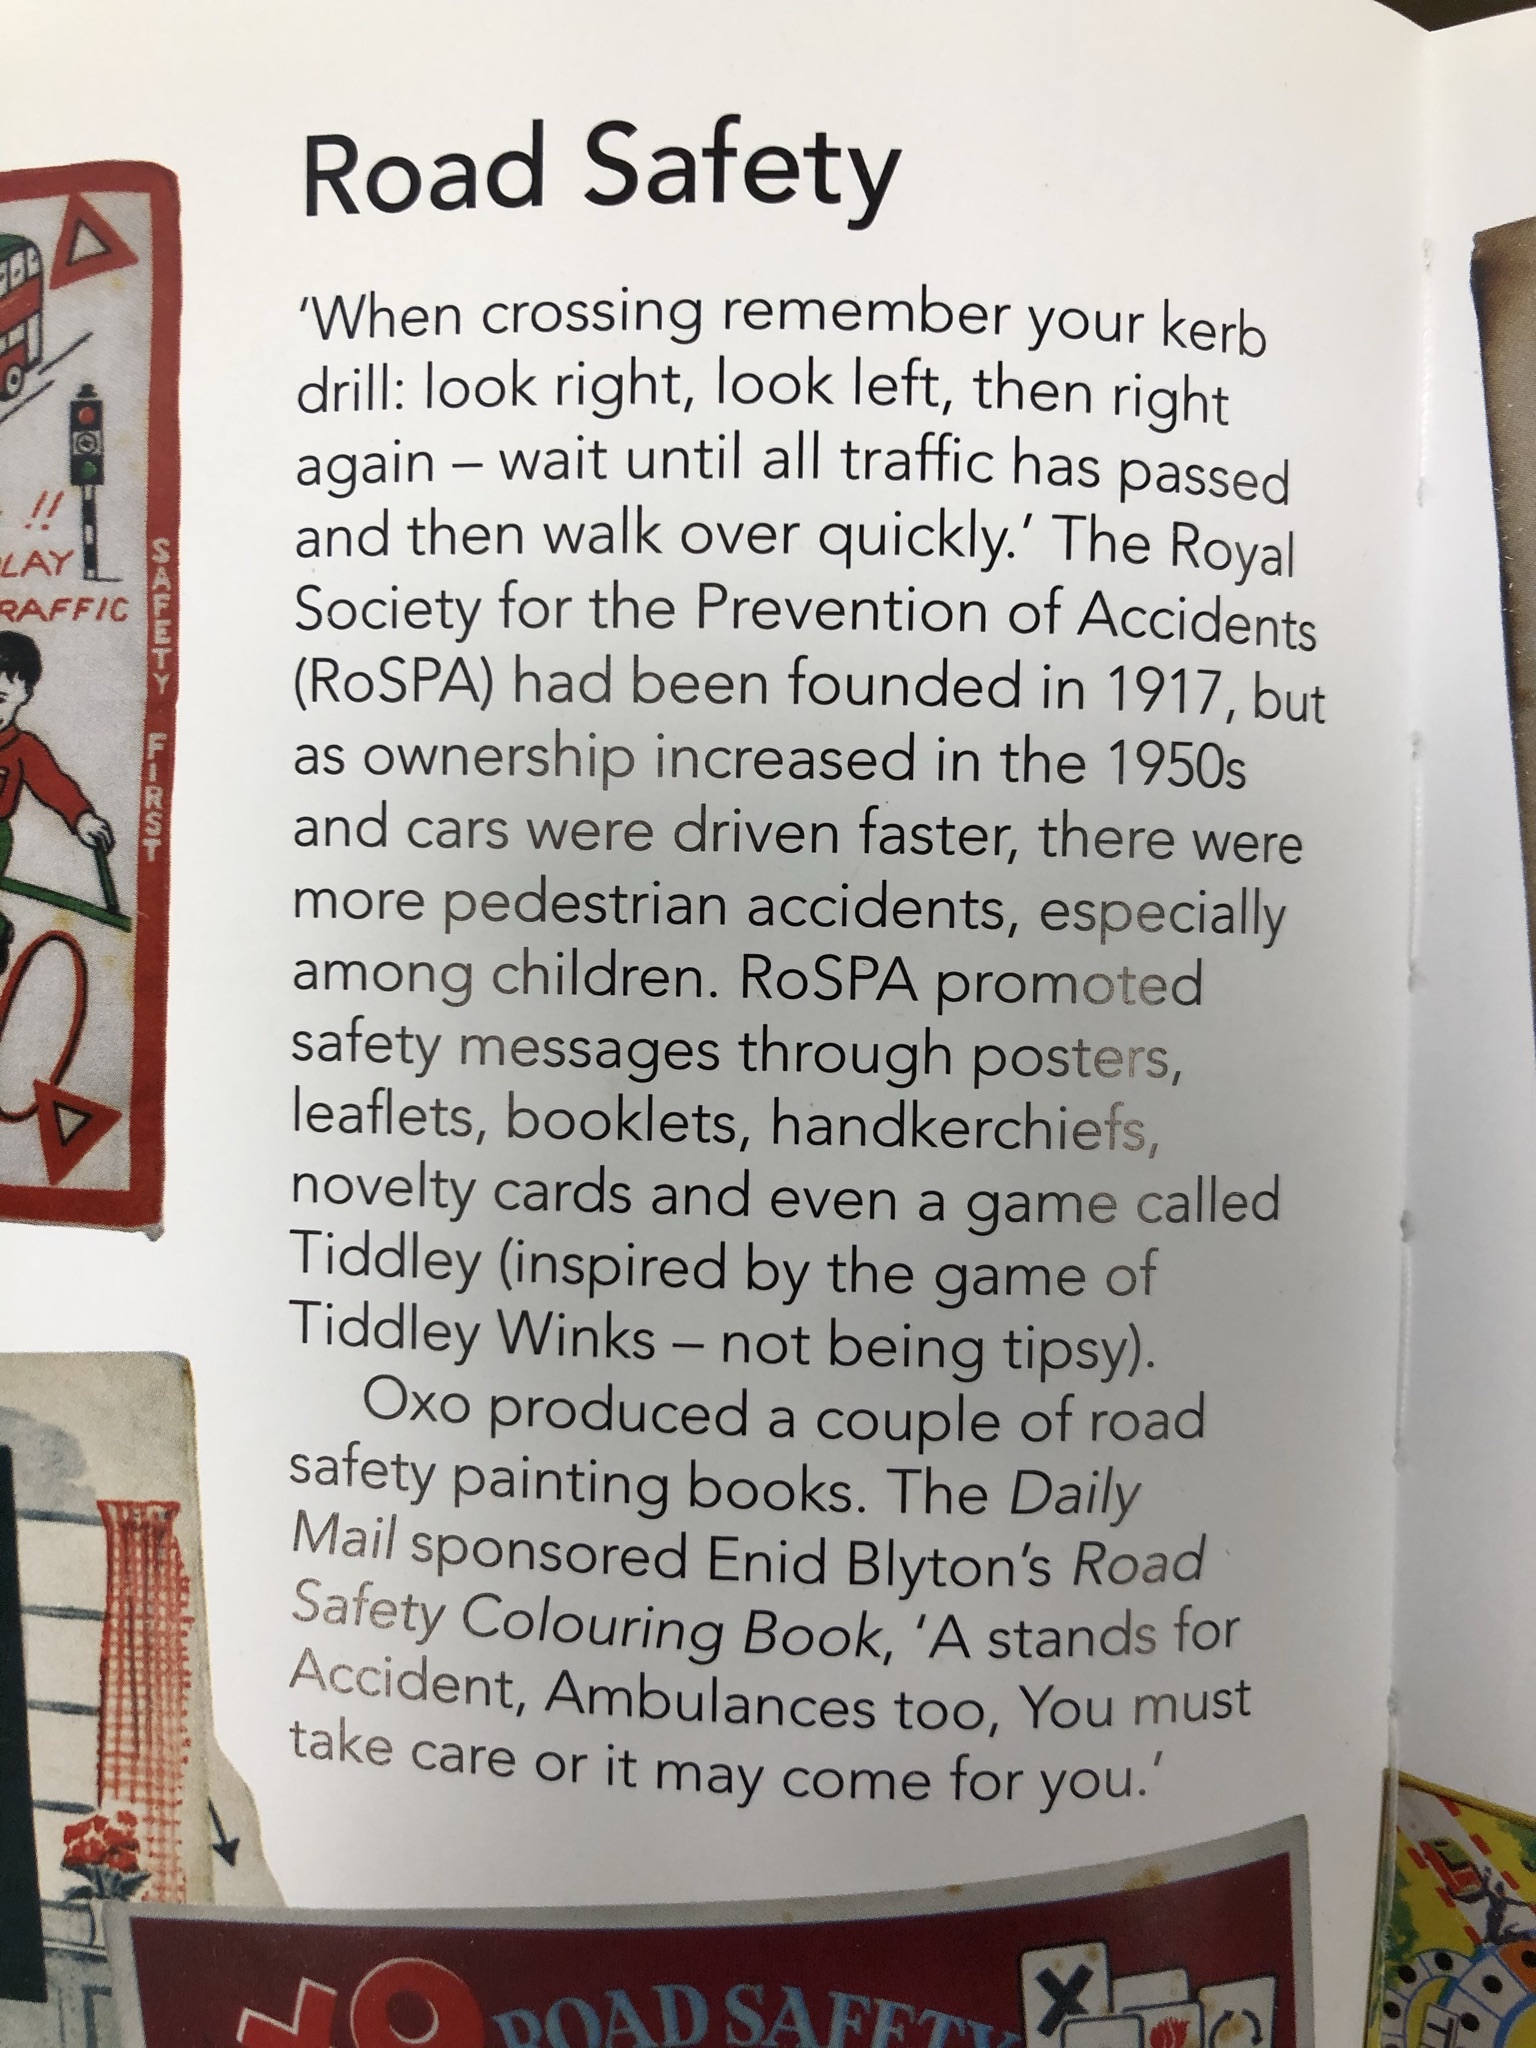 Road Safety
‘When crossing remember your kerb
drill: look right, look left, then right
again – wait until all traffic has passed
and then walk over quickly.’ The Royal
Society for the Prevention of Accidents
(RoSPA) had been founded in 1917, but
as ownership increased in the 1950s
and cars were driven faster, there were
more pedestrian accidents, especially
among children. RoSPA promoted
safety messages through posters,
leaflets, booklets, handkerchiefs,
novelty cards and even a game called
Tiddley (inspired by the game of
Tiddley Winks – not being tipsy).
Oxo produced a couple of road
safety painting books. The Daily
Mail sponsored Enid Blyton’s Road
Safety Colouring Book, ‘A stands for
Accident, Ambulances too, You must
take care or it may come for you.’
!!
LAY
RAFFIC
SAFETY FIRST
XO ROAD SAFETY